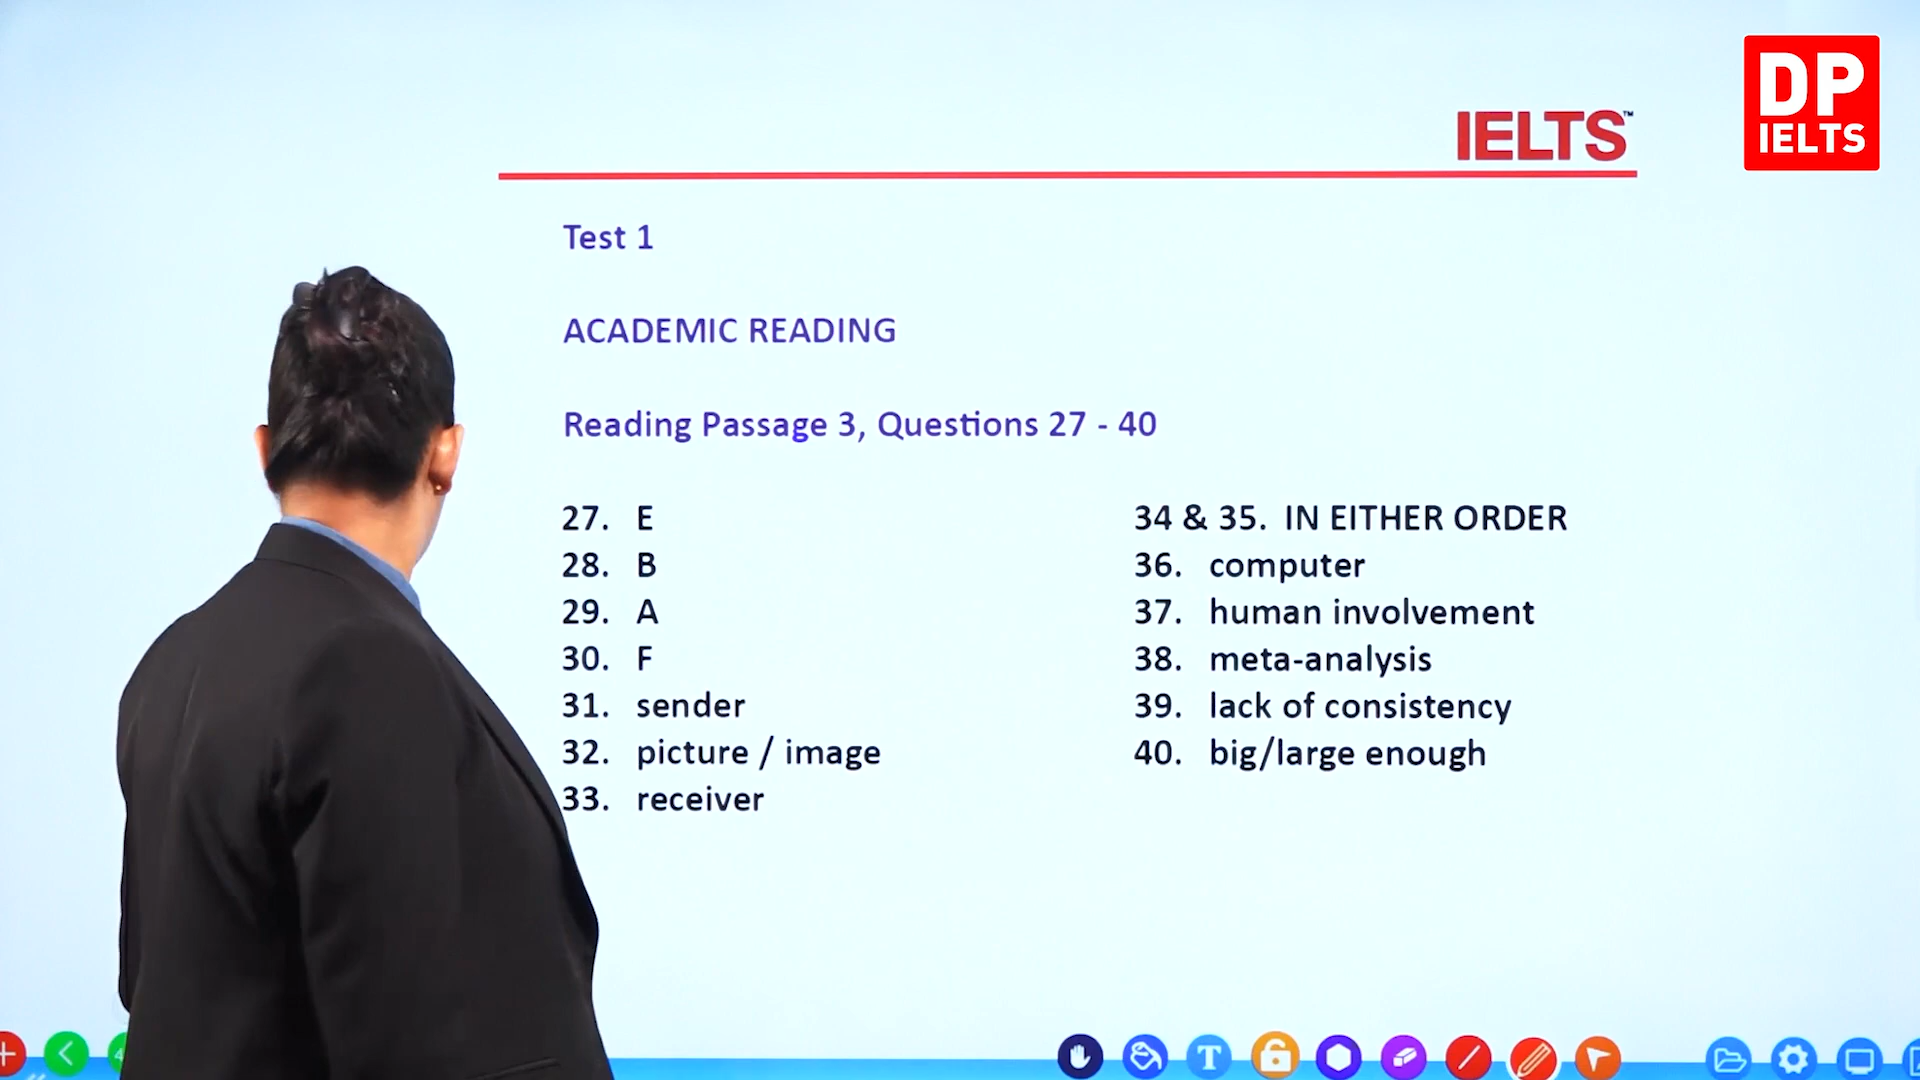 DP
IELTS
IELTS™
Test 1
ACADEMIC READING
Reading Passage 3, Questions 27 - 40
27. E
28. B
29. A
30. F
31. sender
32. picture / image
33. receiver
34 & 35. IN EITHER ORDER
36. computer
37. human involvement
38. meta-analysis
39. lack of consistency
40. big/large enough
T